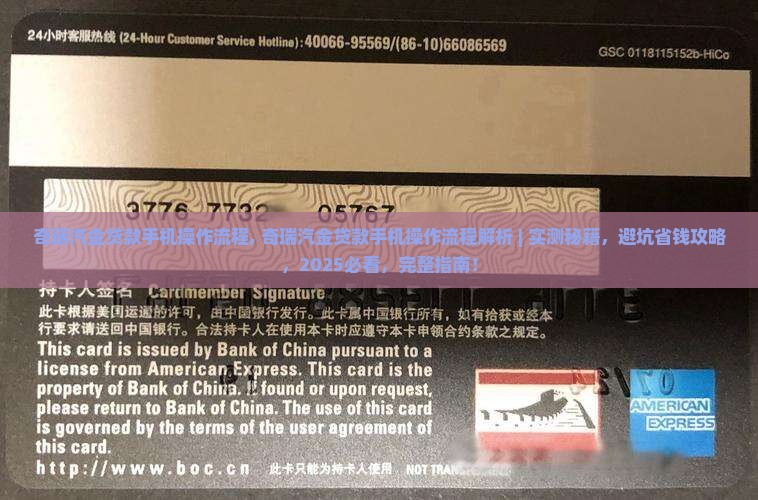 24小时客服热线 (24-Hour Customer Service Hotline):40066-95569/(86-10)66086569
GSC 0118115152b-HiCo
3776 7732 05767
奇瑞汽金贷款手机操作流程, 奇瑞汽金贷款手机操作流程解析 | 实测秘籍，避坑省钱攻略
，2025必看，完整指南！
持卡人签名 Cardmember Signature
此卡根据美国运通的许可，由中国银行发行。此卡属中国银行所有，如有拾获或经本
行要求请送回中国银行。合法持卡人在使用本卡时应遵守本卡申领合约条款之规定。
This card is issued by Bank of China pursuant to a
license from American Express. This card is the
property of Bank of China. If found or upon request,
please return to Bank of China. The use of this card
is governed by the terms of the user agreement of
this card.
AMERICAN
EXPRESS
http://www.boc.cn 此卡只能为持卡人使用 NOT